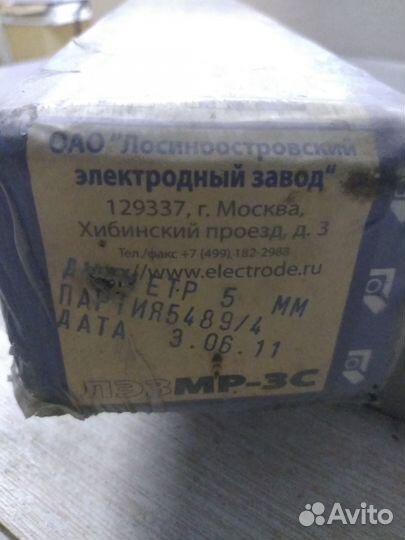 ОАО "Лосиноостровский
электродный завод"
129337, г. Москва,
Хибинский проезд, д. 3
Тел./факс +7 (499) 182-2988
www.electrode.ru
ЕТР 5 ММ
ПАРТИЯ5489/4
ДАТА 3.06.11
ЛЭЗМР-3С
Avito